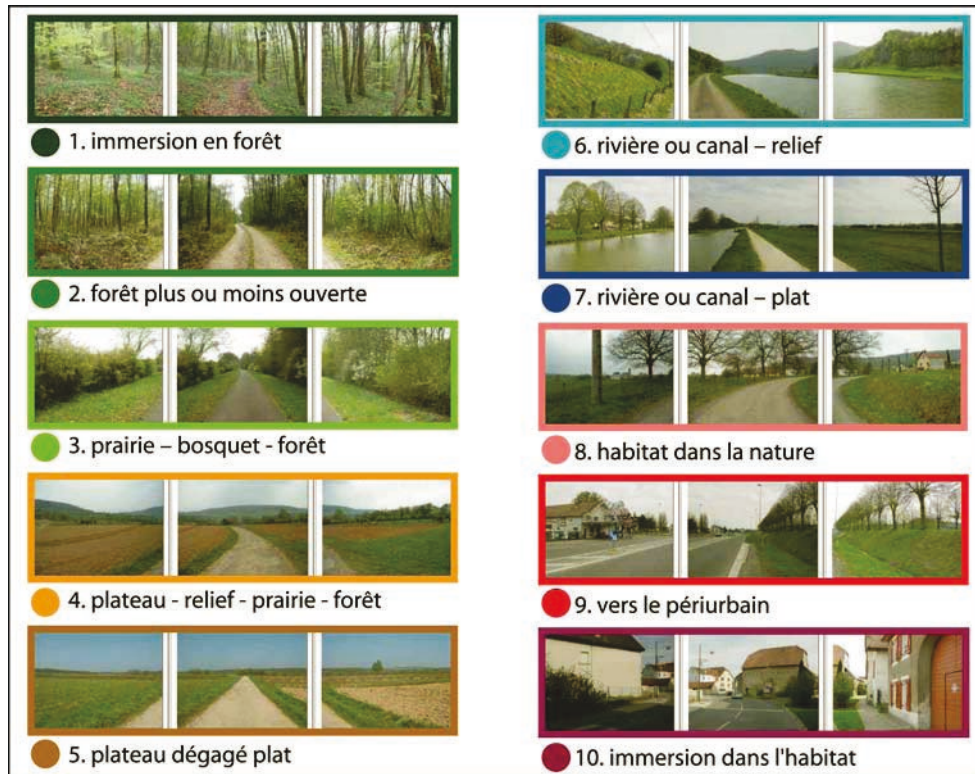 1. immersion en forêt
2. forêt plus ou moins ouverte
3. prairie – bosquet - forêt
4. plateau - relief - prairie - forêt
5. plateau dégagé plat
6. rivière ou canal – relief
7. rivière ou canal – plat
8. habitat dans la nature
9. vers le périurbain
10. immersion dans l'habitat